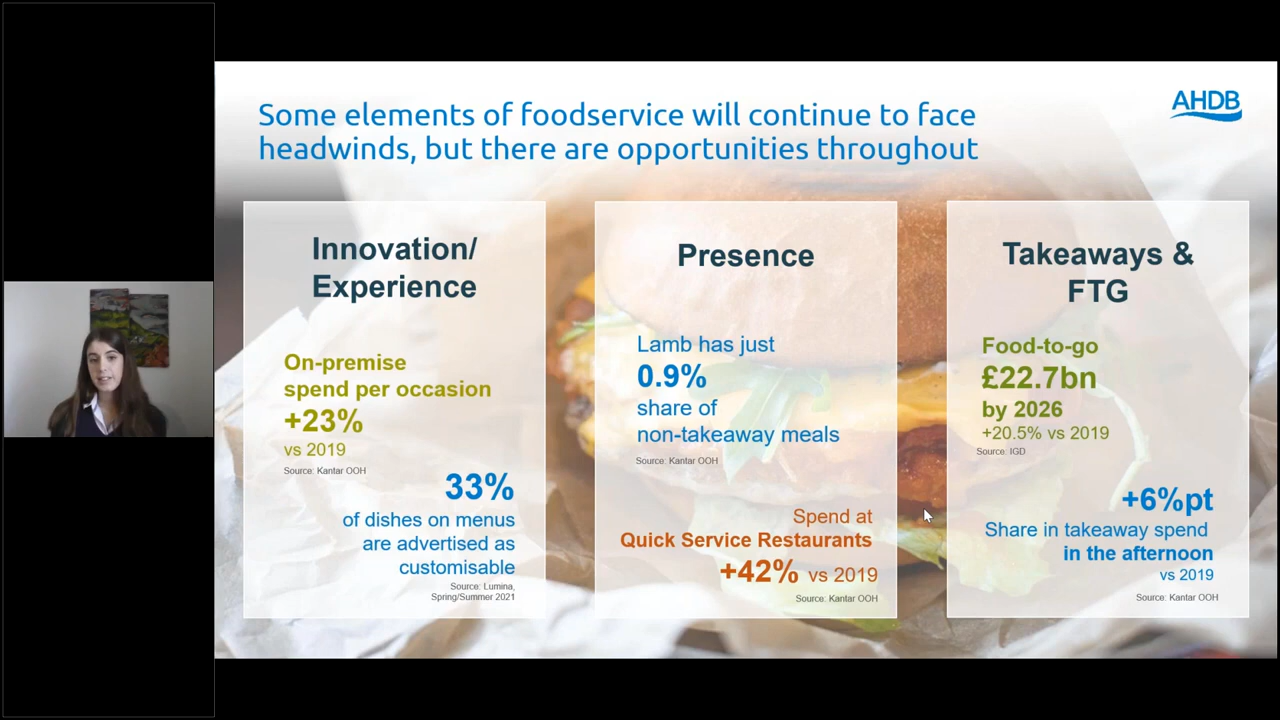 Some elements of foodservice will continue to face
headwinds, but there are opportunities throughout
AHDB
Innovation/
Experience
On-premise
spend per occasion
+23%
vs 2019
Source: Kantar OOH
33%
of dishes on menus
are advertised as
customisable
Source: Lumina,
Spring/Summer 2021
Presence
Lamb has just
0.9%
share of
non-takeaway meals
Source: Kantar OOH
Spend at
Quick Service Restaurants
+42% vs 2019
Source: Kantar OOH
Takeaways &
FTG
Food-to-go
£22.7bn
by 2026
+20.5% vs 2019
Source: IGD
+6%pt
Share in takeaway spend
in the afternoon
vs 2019
Source: Kantar OOH